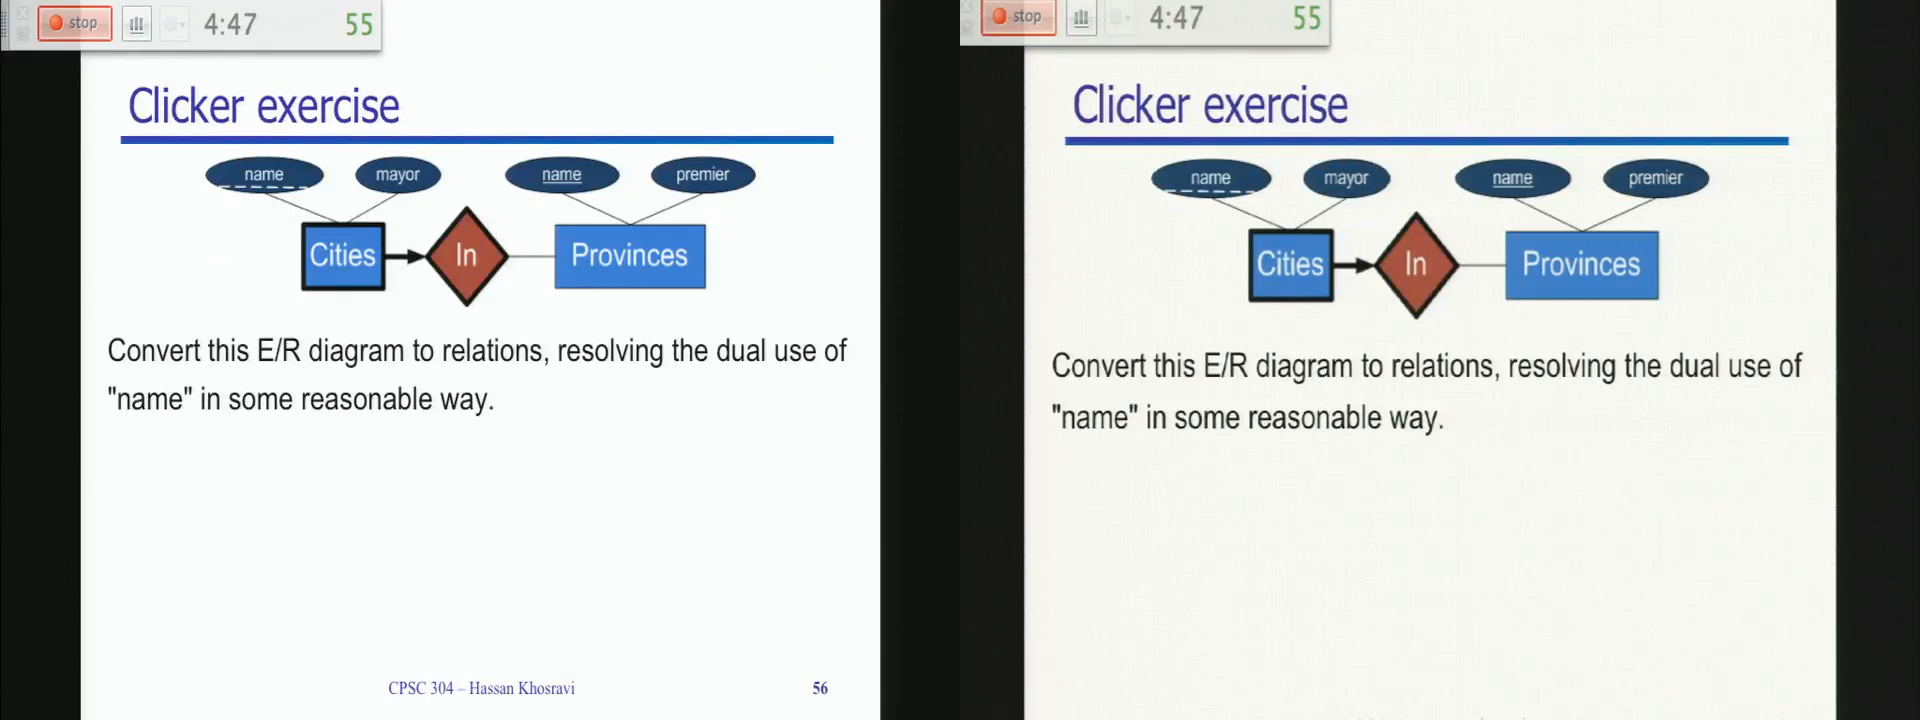 stop 4:47 55
Clicker exercise
name mayor name premier
Cities In Provinces
Convert this E/R diagram to relations, resolving the dual use of
"name" in some reasonable way.
CPSC 304 – Hassan Khosravi 56
stop 4:47 55
Clicker exercise
name mayor name premier
Cities In Provinces
Convert this E/R diagram to relations, resolving the dual use of
"name" in some reasonable way.